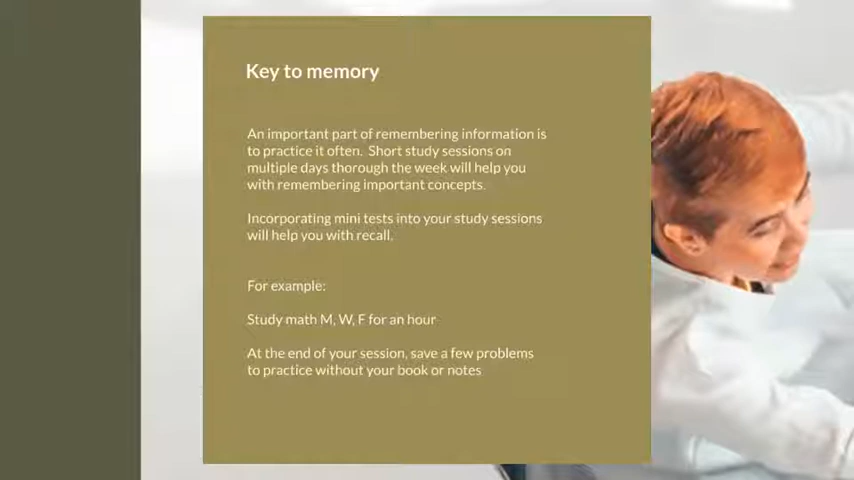 Key to memory
An important part of remembering information is
to practice it often. Short study sessions on
multiple days thorough the week will help you
with remembering important concepts.
Incorporating mini tests into your study sessions
will help you with recall.
For example:
Study math M, W, F for an hour
At the end of your session, save a few problems
to practice without your book or notes